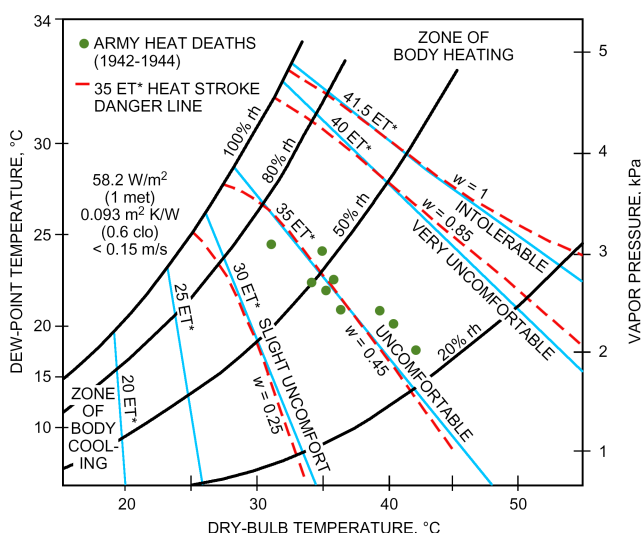 34
30
25
20
15
10
DEW-POINT TEMPERATURE, °C
ARMY HEAT DEATHS
(1942-1944)
35 ET* HEAT STROKE
DANGER LINE
58.2 W/m²
(1 met)
0.093 m² K/W
(0.6 clo)
< 0.15 m/s
ZONE OF
BODY HEATING
100% rh
80% rh
50% rh
20% rh
41.5 ET*
40 ET*
35 ET*
30 ET*
25 ET*
20 ET*
w = 1
INTOLERABLE
w = 0.85
VERY UNCOMFORTABLE
w = 0.45
UNCOMFORTABLE
w = 0.25
SLIGHT UNCOMFORT
ZONE
OF
BODY
COOL-
ING
5
4
3
2
1
VAPOR PRESSURE, kPa
20
30
40
50
DRY-BULB TEMPERATURE, °C